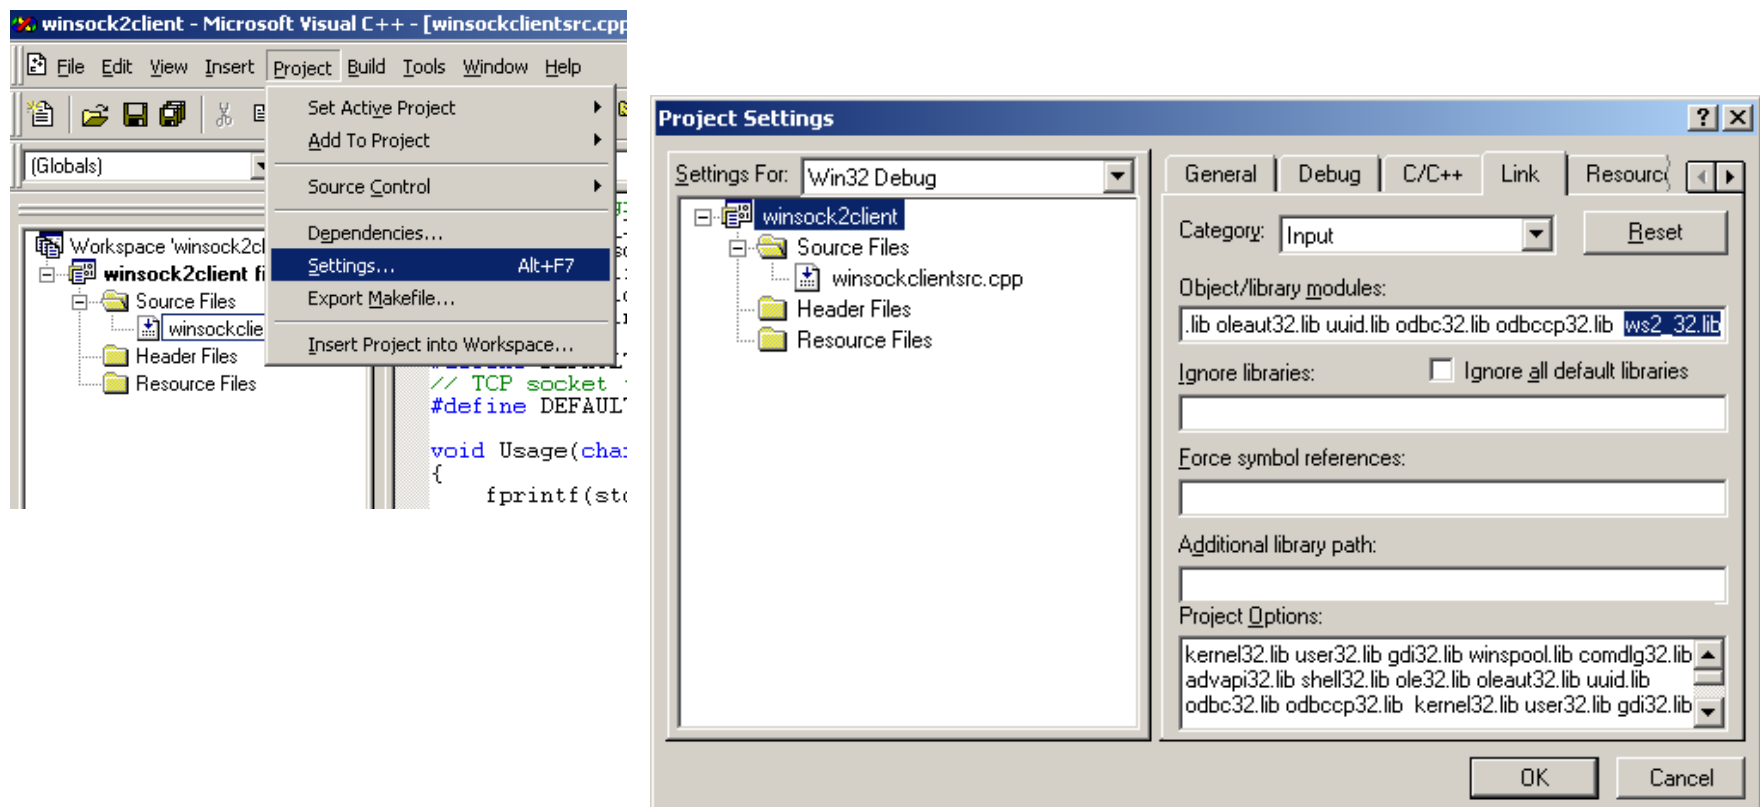 winsock2client - Microsoft Visual C++ - [winsockclientsrc.cpp
File Edit View Insert Project Build Tools Window Help
Set Active Project
Add To Project
(Globals)
Source Control
Dependencies...
Workspace 'winsock2cl
Settings... Alt+F7
winsock2client fi
Export Makefile...
Source Files
winsockclie
Insert Project into Workspace...
Header Files
Resource Files
// TCP socket
#define DEFAULT
void Usage(char
{
fprintf(std
Project Settings
Settings For: Win32 Debug
winsock2client
Source Files
winsockclientsrc.cpp
Header Files
Resource Files
General Debug C/C++ Link Resourc
Category: Input Reset
Object/library modules:
.lib oleaut32.lib uuid.lib odbc32.lib odbccp32.lib ws2_32.lib
Ignore libraries: Ignore all default libraries
Force symbol references:
Additional library path:
Project Options:
kernel32.lib user32.lib gdi32.lib winspool.lib comdlg32.lib
advapi32.lib shell32.lib ole32.lib oleaut32.lib uuid.lib
odbc32.lib odbccp32.lib kernel32.lib user32.lib gdi32.lib
OK Cancel